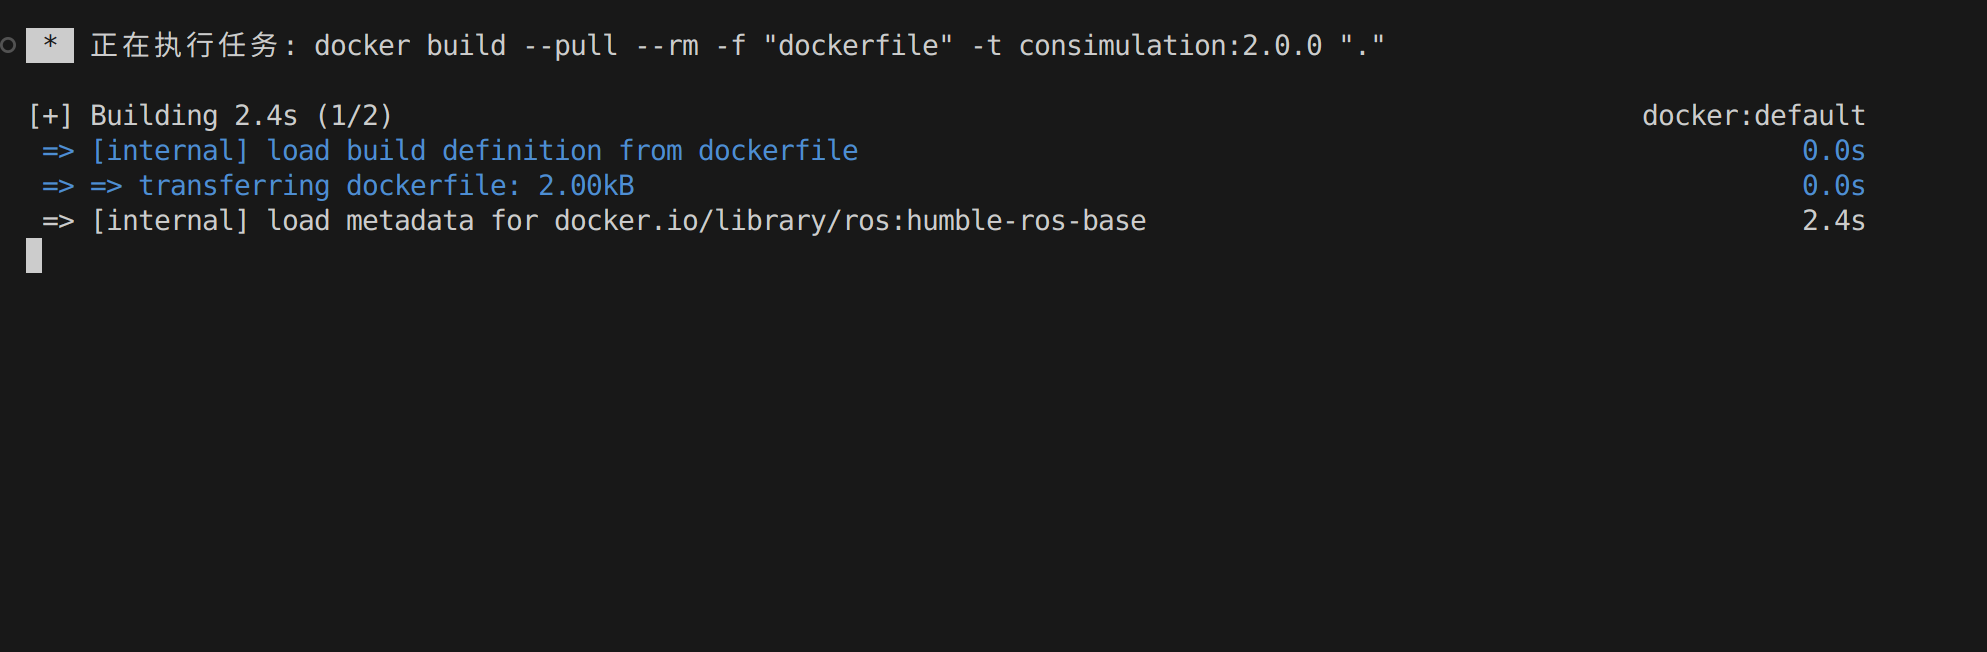 * 正在执行任务: docker build --pull --rm -f "dockerfile" -t consimulation:2.0.0 "."
[+] Building 2.4s (1/2) docker:default
=> [internal] load build definition from dockerfile 0.0s
=> => transferring dockerfile: 2.00kB 0.0s
=> [internal] load metadata for docker.io/library/ros:humble-ros-base 2.4s